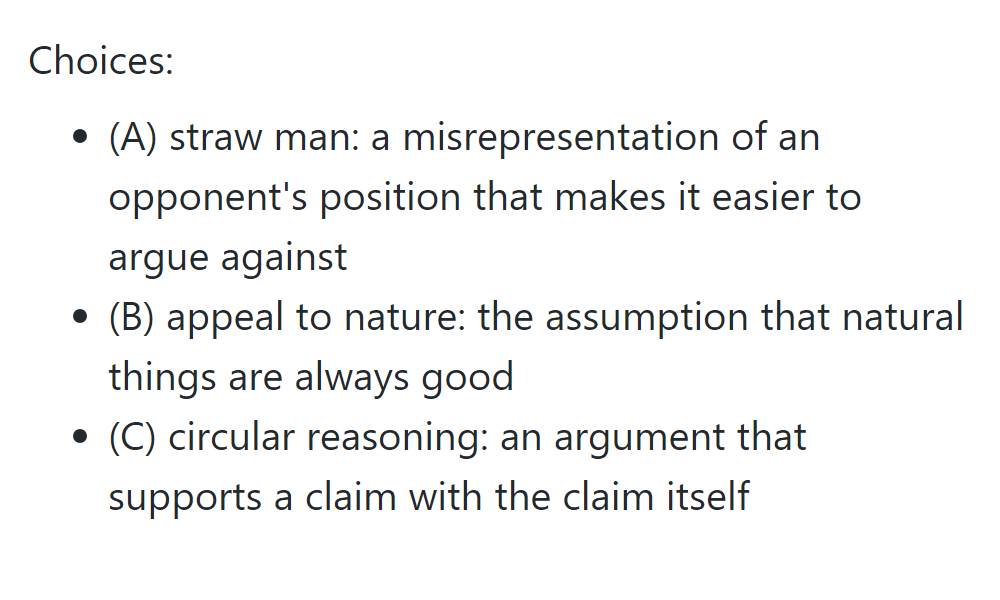 Choices:
• (A) straw man: a misrepresentation of an
opponent's position that makes it easier to
argue against
• (B) appeal to nature: the assumption that natural
things are always good
• (C) circular reasoning: an argument that
supports a claim with the claim itself